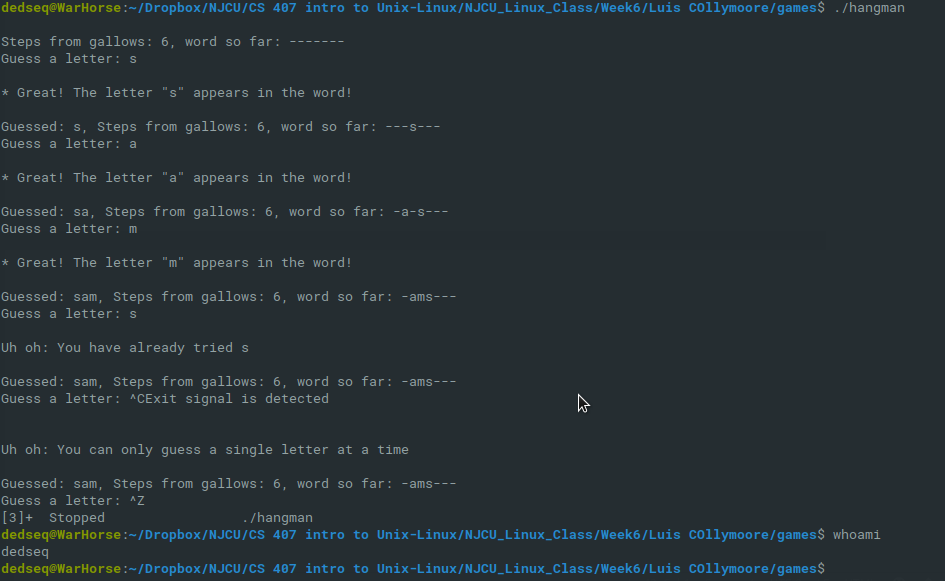 dedseq@WarHorse:~/Dropbox/NJCU/CS 407 intro to Unix-Linux/NJCU_Linux_Class/Week6/Luis COllymoore/games$ ./hangman
Steps from gallows: 6, word so far: -------
Guess a letter: s
* Great! The letter "s" appears in the word!
Guessed: s, Steps from gallows: 6, word so far: ---s---
Guess a letter: a
* Great! The letter "a" appears in the word!
Guessed: sa, Steps from gallows: 6, word so far: -a-s---
Guess a letter: m
* Great! The letter "m" appears in the word!
Guessed: sam, Steps from gallows: 6, word so far: -ams---
Guess a letter: s
Uh oh: You have already tried s
Guessed: sam, Steps from gallows: 6, word so far: -ams---
Guess a letter: ^CExit signal is detected
Uh oh: You can only guess a single letter at a time
Guessed: sam, Steps from gallows: 6, word so far: -ams---
Guess a letter: ^Z
[3]+  Stopped                 ./hangman
dedseq@WarHorse:~/Dropbox/NJCU/CS 407 intro to Unix-Linux/NJCU_Linux_Class/Week6/Luis COllymoore/games$ whoami
dedseq
dedseq@WarHorse:~/Dropbox/NJCU/CS 407 intro to Unix-Linux/NJCU_Linux_Class/Week6/Luis COllymoore/games$